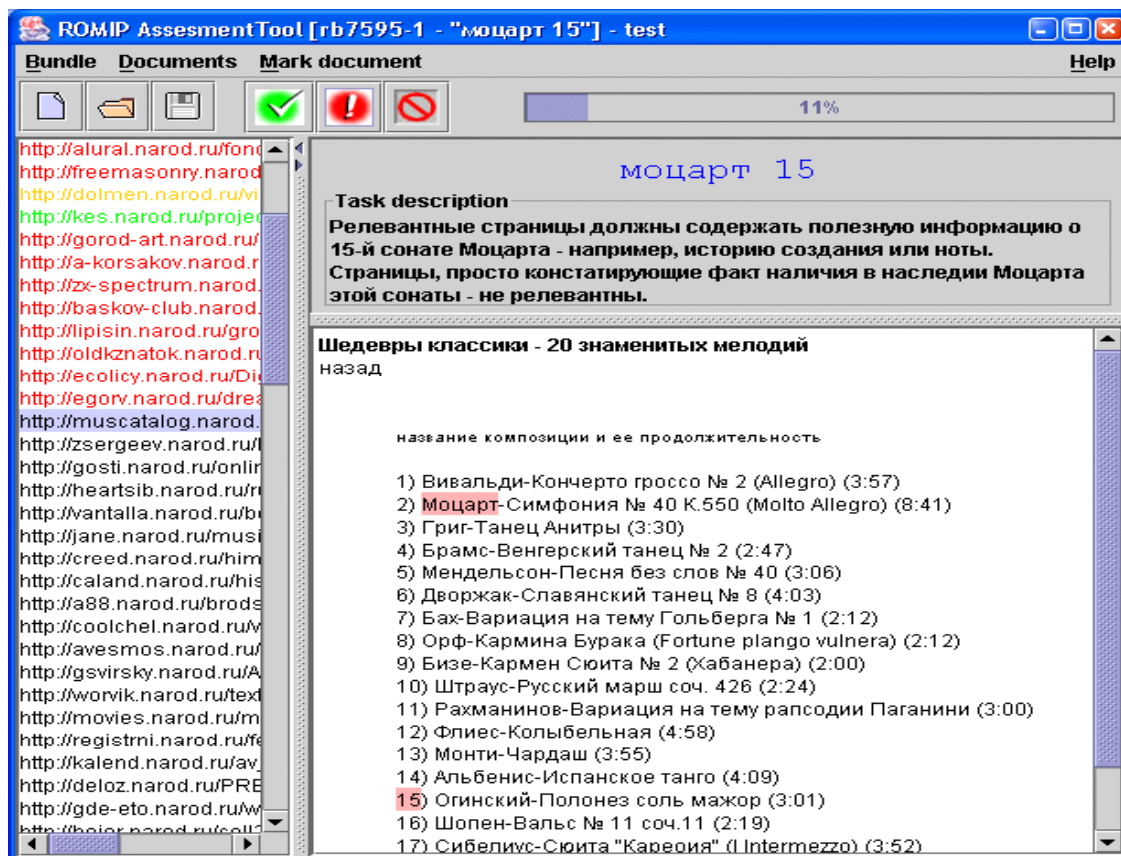 ROMIP AssesmentTool [rb7595-1 - "моцарт 15"] - test
Bundle Documents Mark document Help
11%
http://alural.narod.ru/fond
http://freemasonry.narod
http://dolmen.narod.ru/vi
http://kes.narod.ru/projec
http://gorod-art.narod.ru/
http://a-korsakov.narod.r
http://zx-spectrum.narod.
http://baskov-club.narod.
http://lipisin.narod.ru/gro
http://oldkznatok.narod.ru
http://ecolicy.narod.ru/Di
http://egorv.narod.ru/drea
http://muscatalog.narod.
http://zsergeev.narod.ru/
http://gosti.narod.ru/onlin
http://heartsib.narod.ru/r
http://vantalla.narod.ru/b
http://jane.narod.ru/musi
http://creed.narod.ru/him
http://caland.narod.ru/his
http://a88.narod.ru/brods
http://coolchel.narod.ru/v
http://avesmos.narod.ru/
http://gsvirsky.narod.ru/A
http://worvik.narod.ru/text
http://movies.narod.ru/m
http://registrni.narod.ru/fe
http://kalend.narod.ru/av_
http://deloz.narod.ru/PRE
http://gde-eto.narod.ru/w
моцарт 15
Task description
Релевантные страницы должны содержать полезную информацию о
15-й сонате Моцарта - например, историю создания или ноты.
Страницы, просто констатирующие факт наличия в наследии Моцарта
этой сонаты - не релевантны.
Шедевры классики - 20 знаменитых мелодий
назад
название композиции и ее продолжительность
1) Вивальди-Кончерто гроссо № 2 (Allegro) (3:57)
2) Моцарт-Симфония № 40 К.550 (Molto Allegro) (8:41)
3) Григ-Танец Анитры (3:30)
4) Брамс-Венгерский танец № 2 (2:47)
5) Мендельсон-Песня без слов № 40 (3:06)
6) Дворжак-Славянский танец № 8 (4:03)
7) Бах-Вариация на тему Гольберга № 1 (2:12)
8) Орф-Кармина Бурака (Fortune plango vulnera) (2:12)
9) Бизе-Кармен Сюита № 2 (Хабанера) (2:00)
10) Штраус-Русский марш соч. 426 (2:24)
11) Рахманинов-Вариация на тему рапсодии Паганини (3:00)
12) Флиес-Колыбельная (4:58)
13) Монти-Чардаш (3:55)
14) Альбенис-Испанское танго (4:09)
15) Огинский-Полонез соль мажор (3:01)
16) Шопен-Вальс № 11 соч.11 (2:19)
17) Сибелиус-Сюита "Карерия" (I Intermezzo) (3:52)